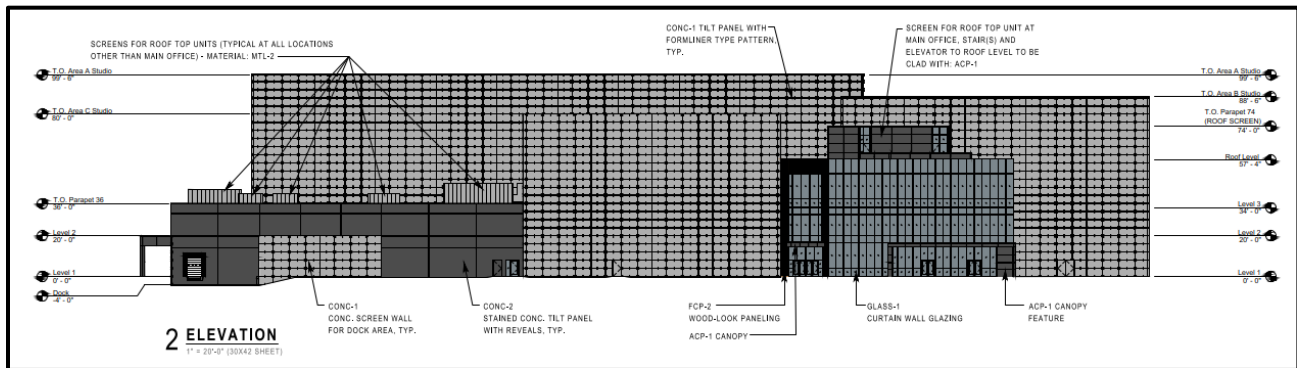 SCREENS FOR ROOF TOP UNITS (TYPICAL AT ALL LOCATIONS
OTHER THAN MAIN OFFICE) - MATERIAL: MTL-2
CONC-1 TILT PANEL WITH
FORMLINER TYPE PATTERN,
TYP.
SCREEN FOR ROOF TOP UNIT AT
MAIN OFFICE, STAIR(S) AND
ELEVATOR TO ROOF LEVEL TO BE
CLAD WITH: ACP-1
T.O. Area A Studio
99' - 6"
T.O. Area C Studio
80' - 0"
T.O. Parapet 36
36' - 0"
Level 2
20' - 0"
Level 1
0' - 0"
Dock
-4' - 0"
T.O. Area A Studio
99' - 6"
T.O. Area B Studio
88' - 6"
T.O. Parapet 74
(ROOF SCREEN)
74' - 0"
Roof Level
57' - 4"
Level 3
34' - 0"
Level 2
20' - 0"
Level 1
0' - 0"
CONC-1
CONC. SCREEN WALL
FOR DOCK AREA, TYP.
CONC-2
STAINED CONC. TILT PANEL
WITH REVEALS, TYP.
FCP-2
WOOD-LOOK PANELING
ACP-1 CANOPY
GLASS-1
CURTAIN WALL GLAZING
ACP-1 CANOPY
FEATURE
2 ELEVATION
1" = 20'-0" (30X42 SHEET)